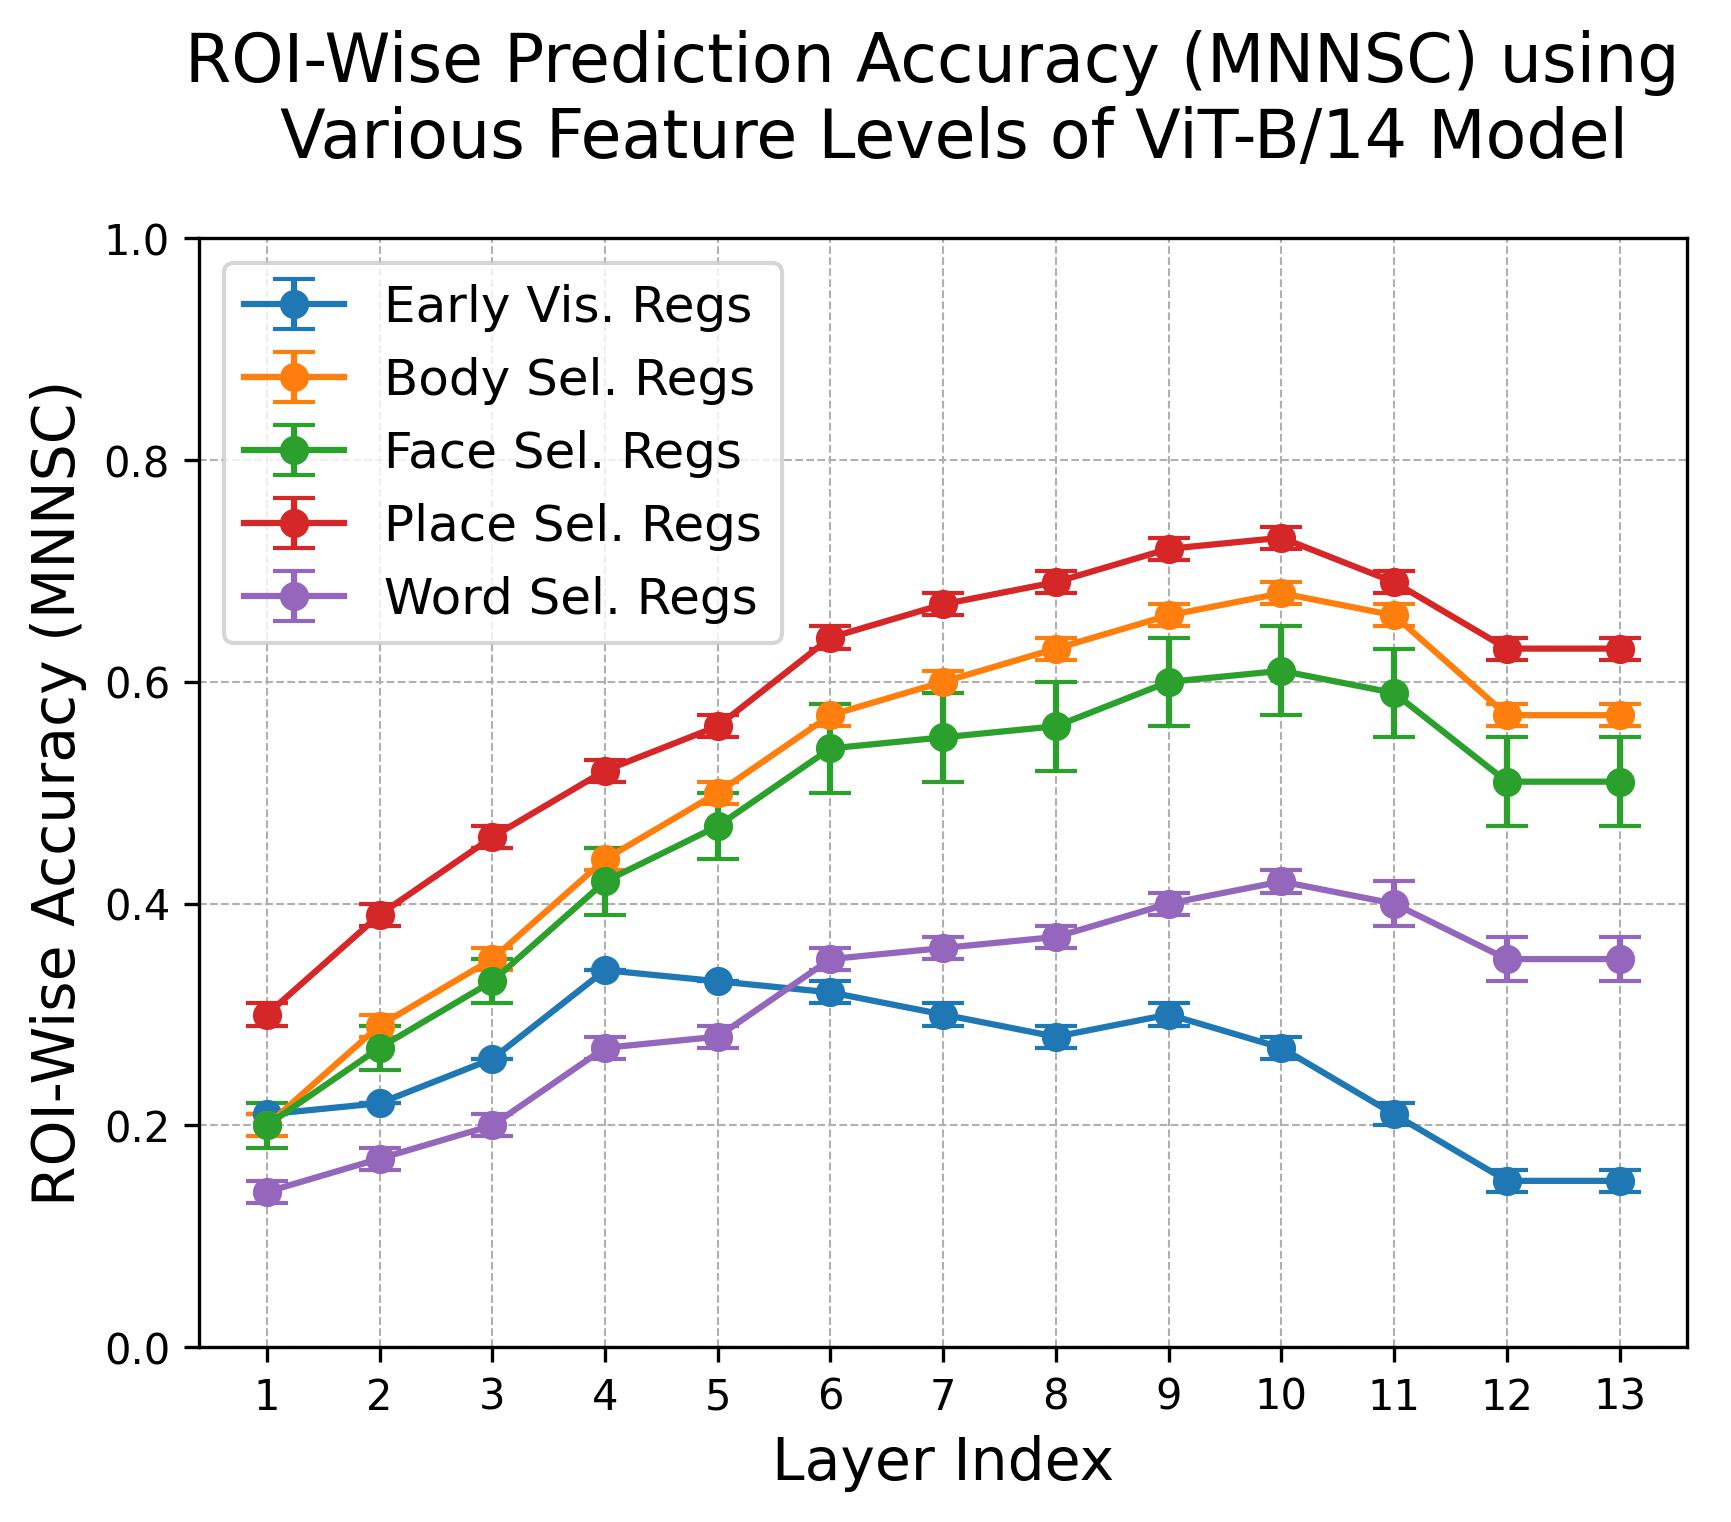 ROI-Wise Prediction Accuracy (MNNSC) using
Various Feature Levels of ViT-B/14 Model
ROI-Wise Accuracy (MNNSC)
1.0
0.8
0.6
0.4
0.2
0.0
Early Vis. Regs
Body Sel. Regs
Face Sel. Regs
Place Sel. Regs
Word Sel. Regs
1 2 3 4 5 6 7 8 9 10 11 12 13
Layer Index